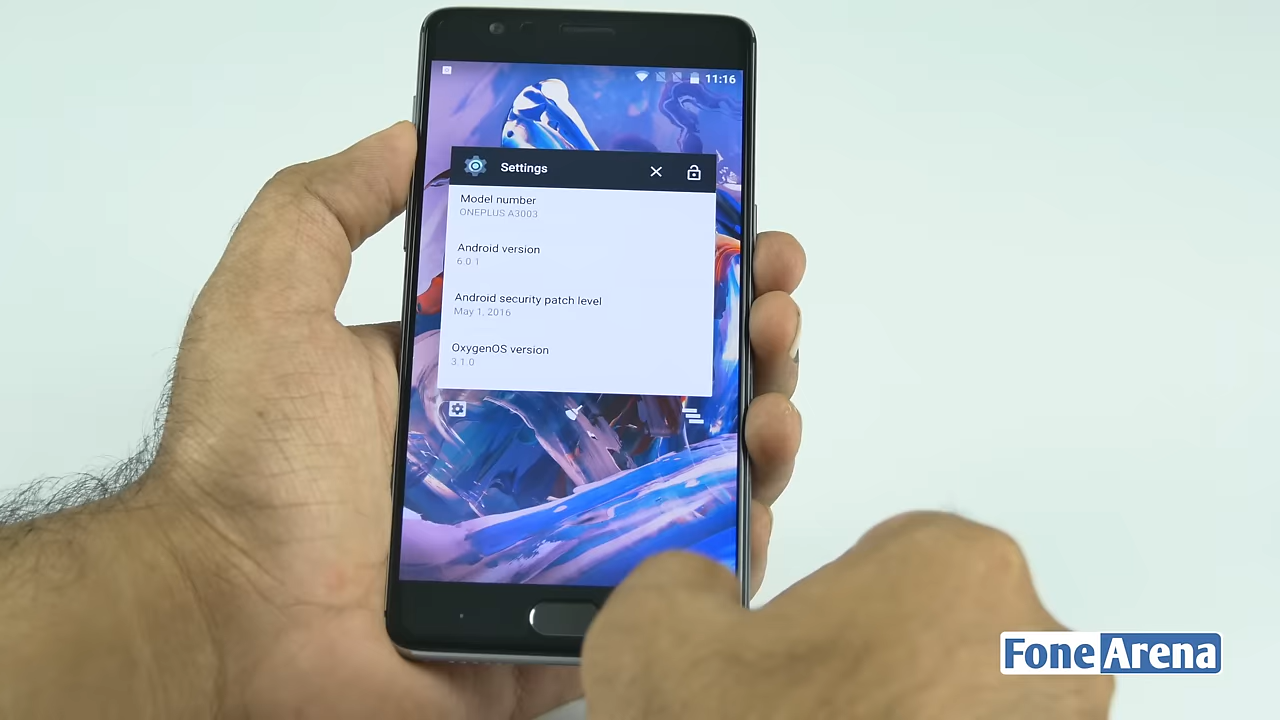 11:16
Settings
Model number
ONEPLUS A3003
Android version
6.0.1
Android security patch level
May 1, 2016
OxygenOS version
3.1.0
FoneArena